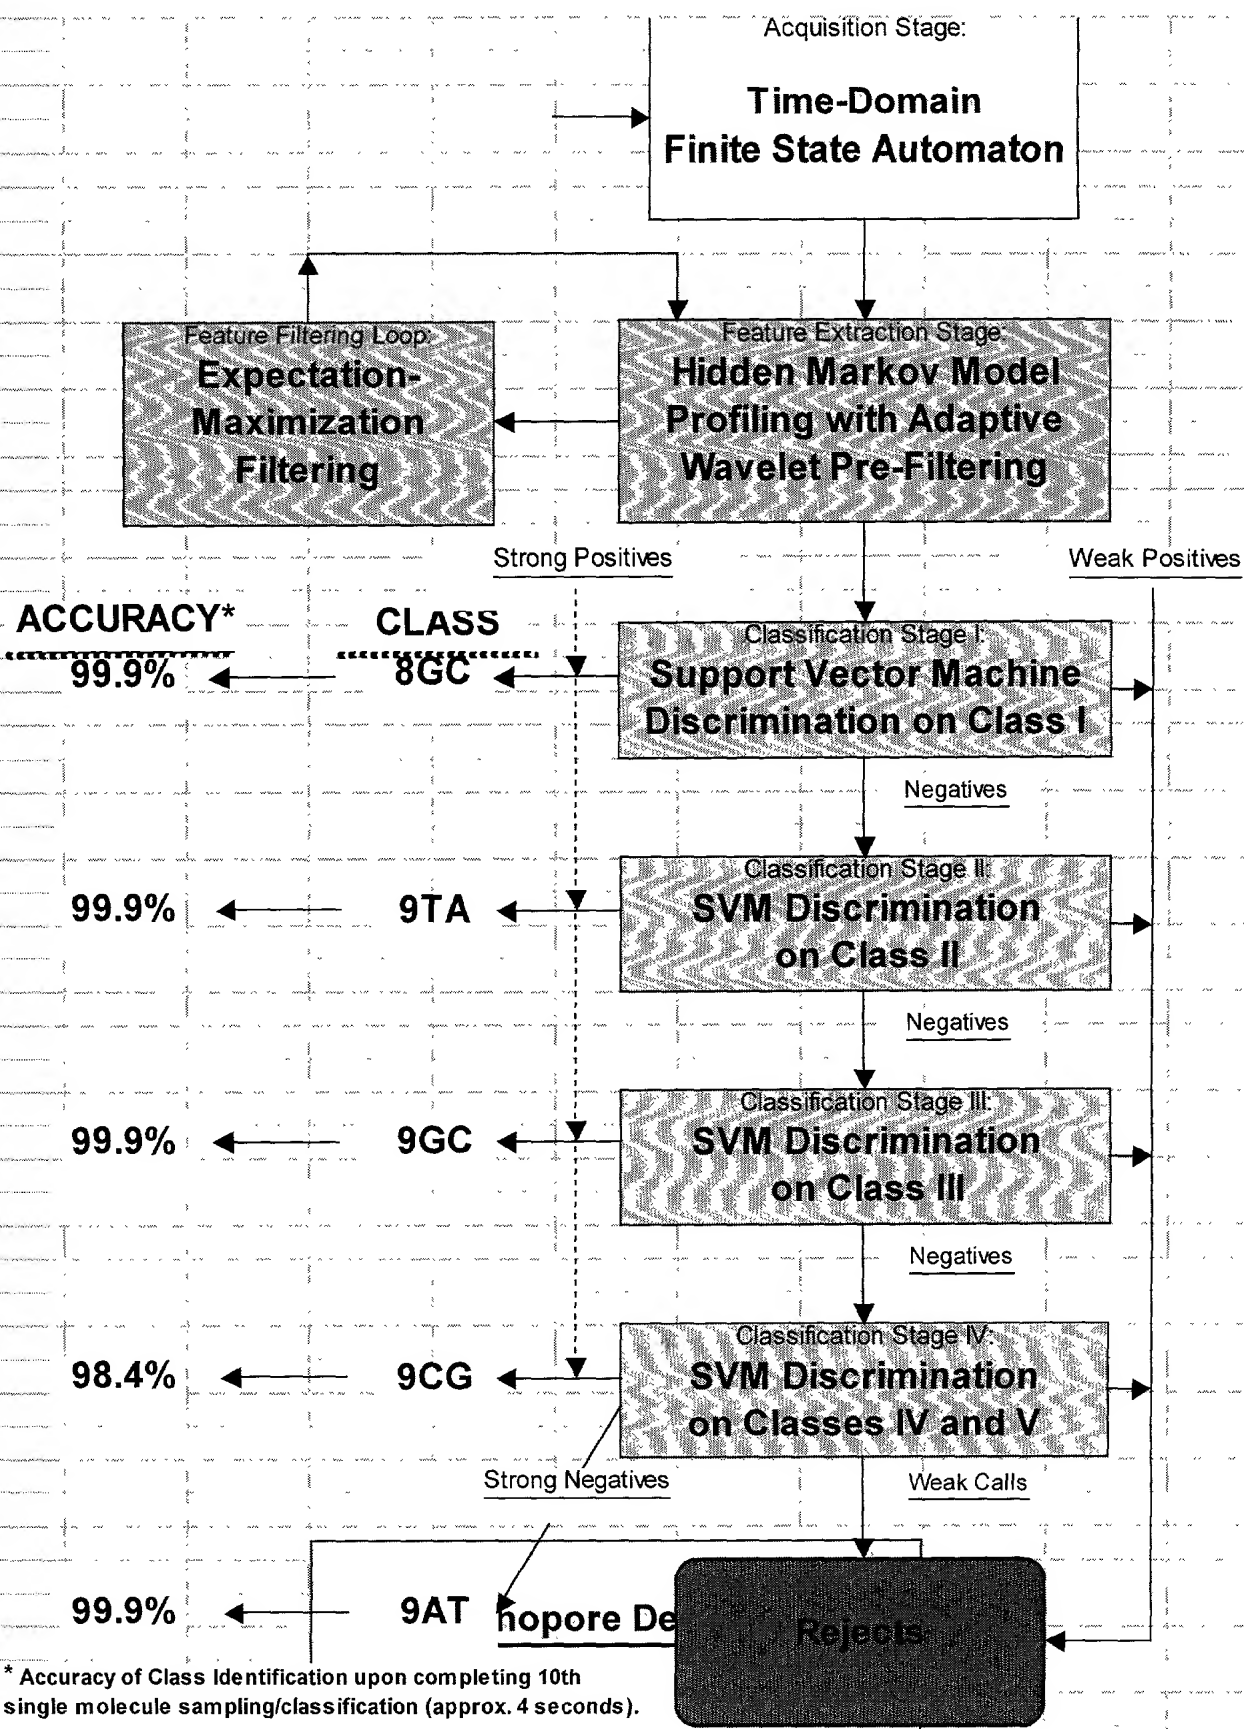 Acquisition Stage:
Time-Domain
Finite State Automaton
Feature Filtering Loop:
Expectation-
Maximization
Filtering
Feature Extraction Stage:
Hidden Markov Model
Profiling with Adaptive
Wavelet Pre-Filtering
Strong Positives
Weak Positives
ACCURACY*
CLASS
Classification Stage I:
Support Vector Machine
Discrimination on Class I
99.9%
8GC
Negatives
Classification Stage II:
SVM Discrimination
on Class II
99.9%
9TA
Negatives
Classification Stage III:
SVM Discrimination
on Class III
99.9%
9GC
Negatives
Classification Stage IV:
SVM Discrimination
on Classes IV and V
98.4%
9CG
Strong Negatives
Weak Calls
99.9%
9AT
nopore De
Rejects
* Accuracy of Class Identification upon completing 10th
single molecule sampling/classification (approx. 4 seconds).